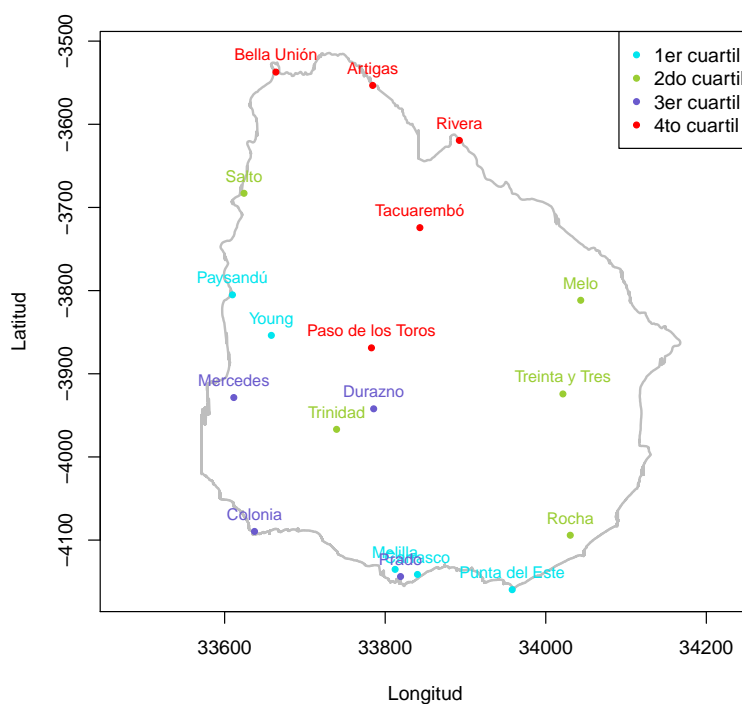 -3500
-3600
-3700
-3800
-3900
-4000
-4100
Latitud
1er cuartil
2do cuartil
3er cuartil
4to cuartil
Bella Unión
Artigas
Rivera
Salto
Tacuarembó
Paysandú
Melo
Young
Paso de los Toros
Mercedes
Durazno
Treinta y Tres
Trinidad
Colonia
Rocha
Melilla
Prado
Punta del Este
33600
33800
34000
34200
Longitud